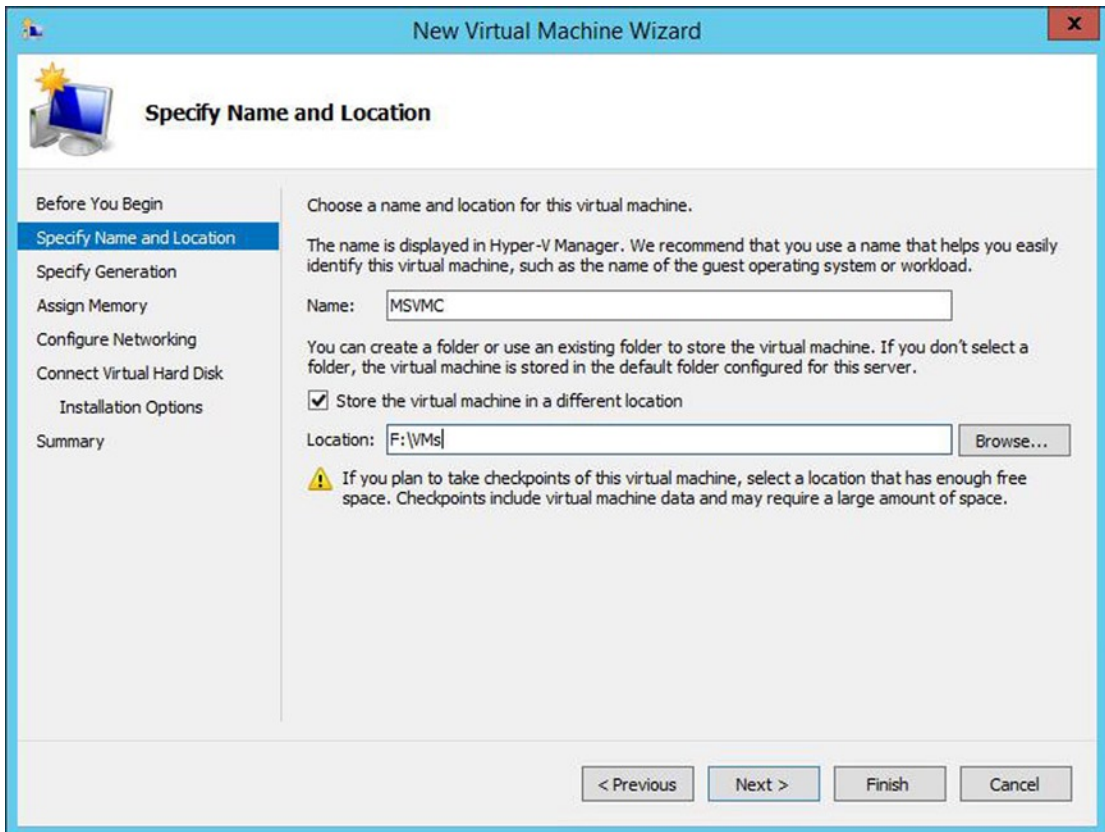 New Virtual Machine Wizard
X
Specify Name and Location
Before You Begin
Specify Name and Location
Specify Generation
Assign Memory
Configure Networking
Connect Virtual Hard Disk
Installation Options
Summary
Choose a name and location for this virtual machine.
The name is displayed in Hyper-V Manager. We recommend that you use a name that helps you easily
identify this virtual machine, such as the name of the guest operating system or workload.
Name: MSVMC
You can create a folder or use an existing folder to store the virtual machine. If you don't select a
folder, the virtual machine is stored in the default folder configured for this server.
Store the virtual machine in a different location
Location: F:\VMs Browse...
If you plan to take checkpoints of this virtual machine, select a location that has enough free
space. Checkpoints include virtual machine data and may require a large amount of space.
< Previous Next > Finish Cancel